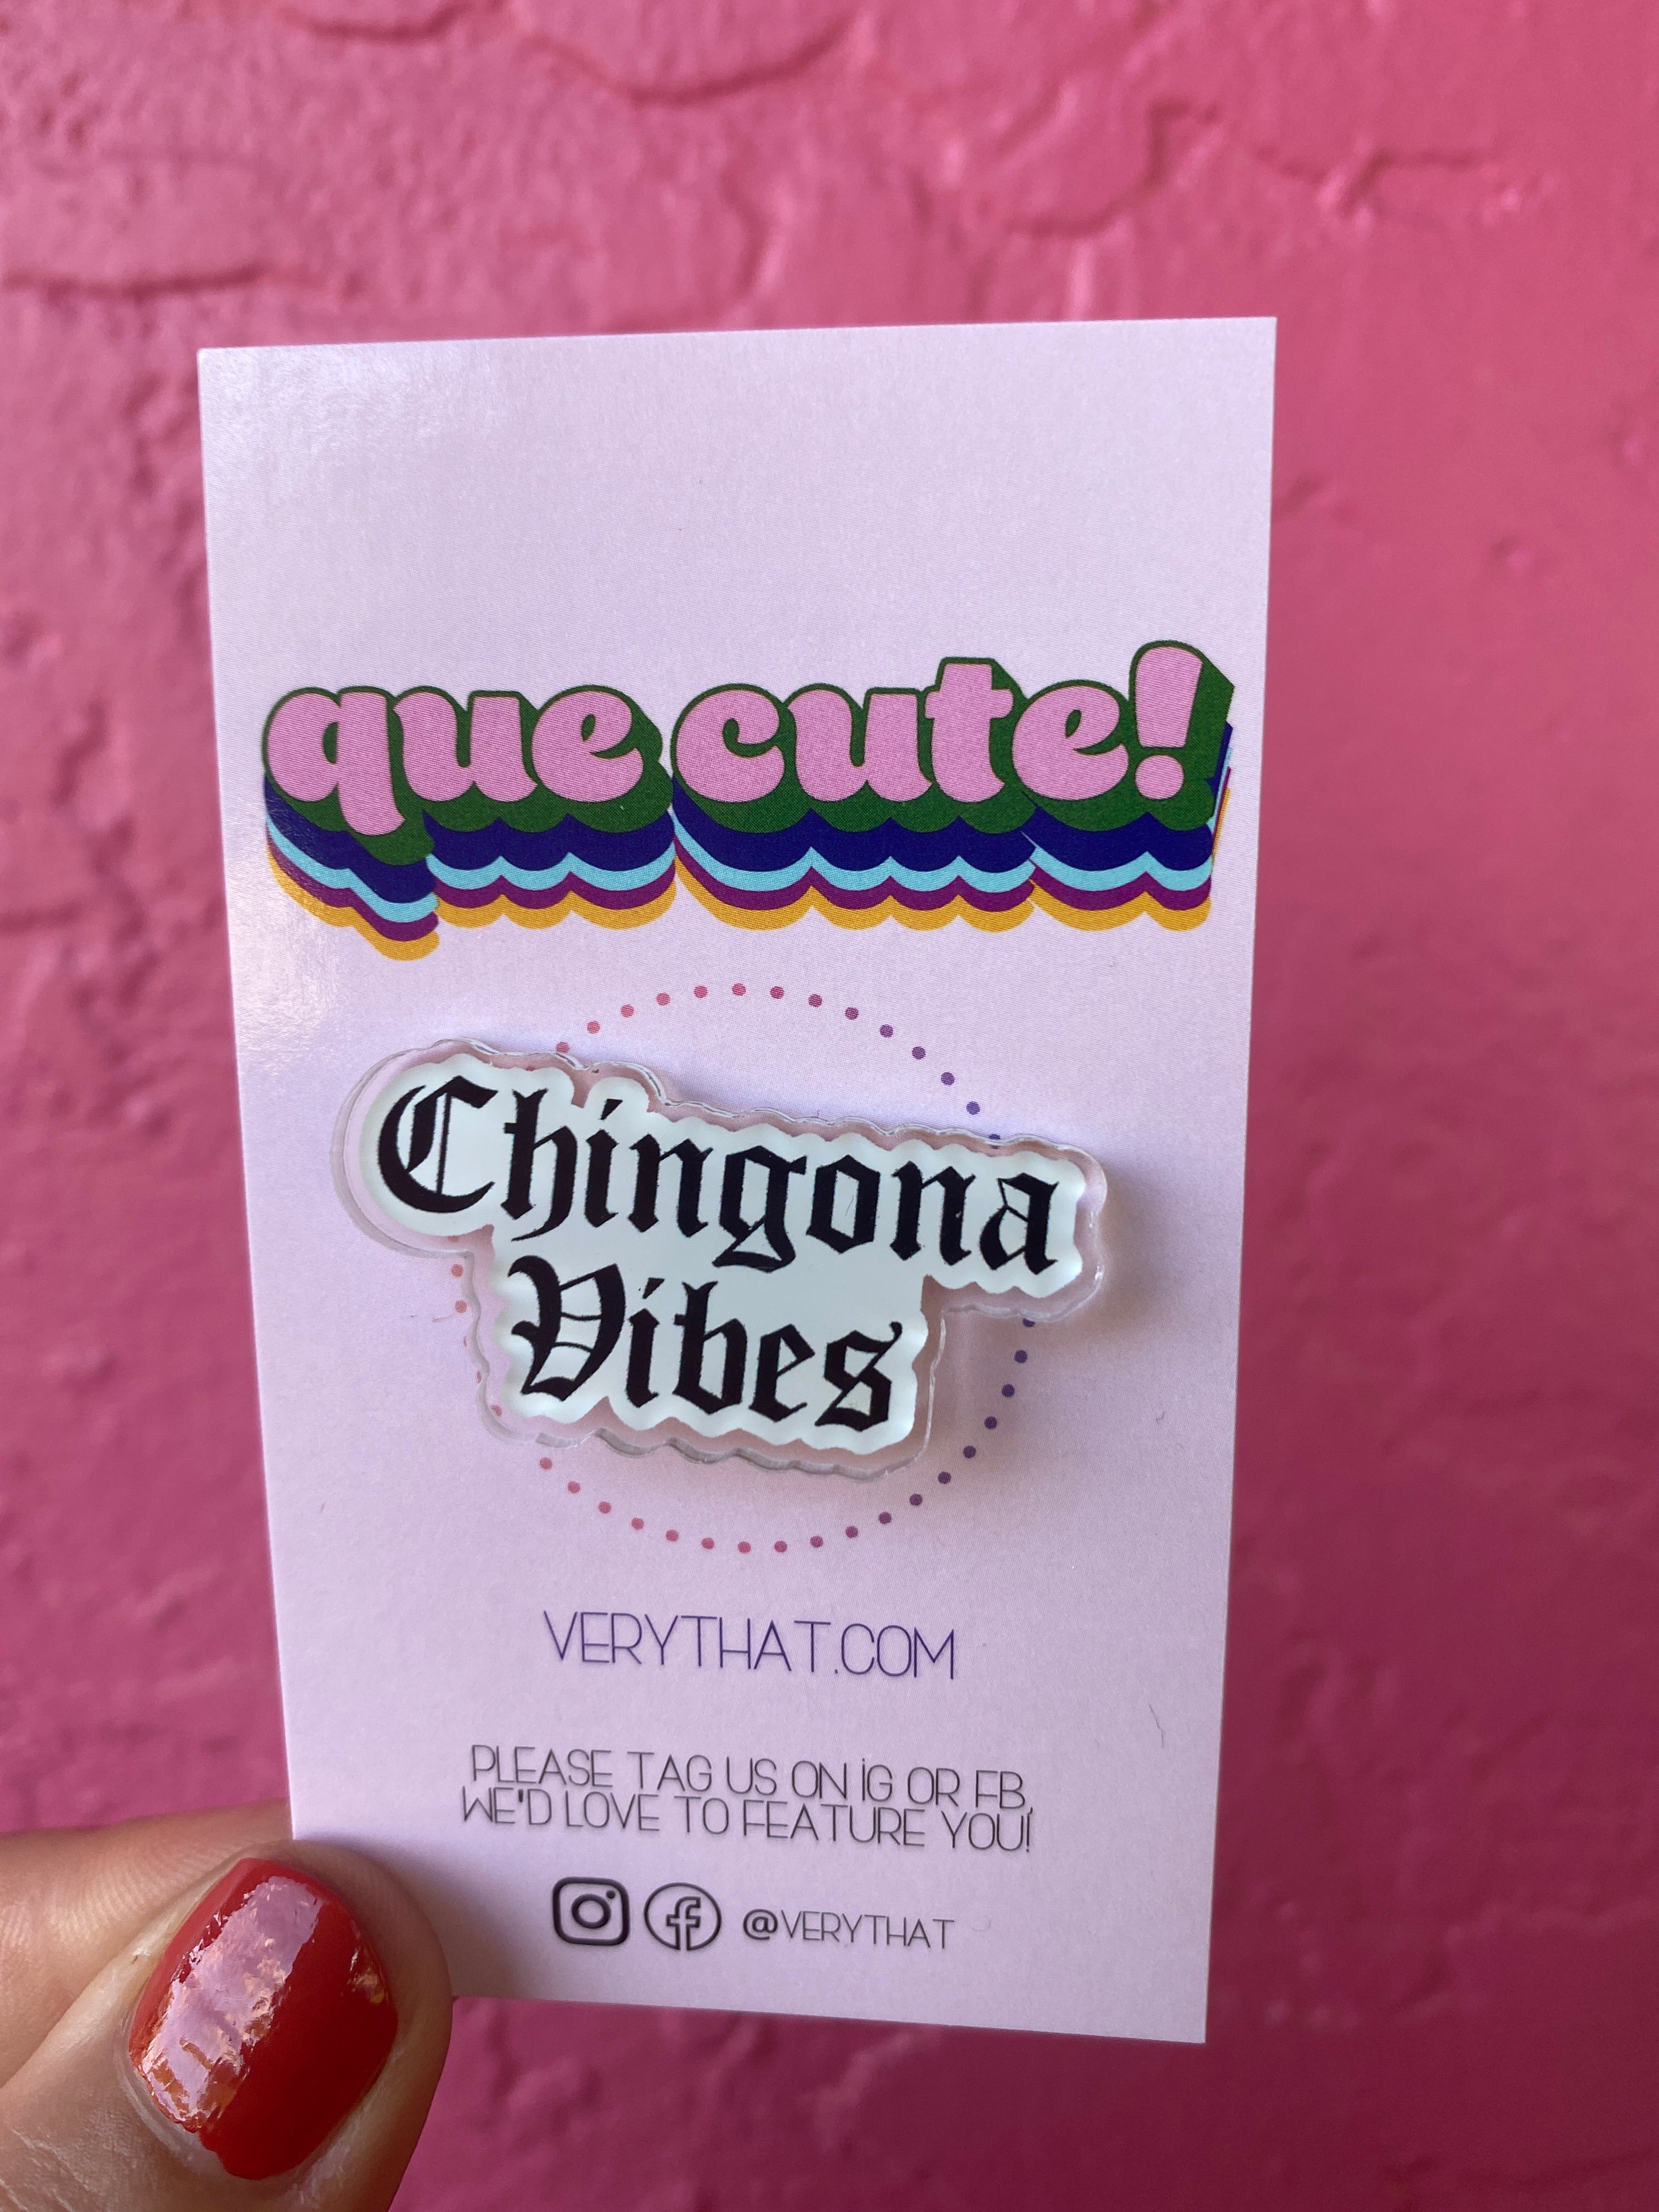 que cute!
Chingona
Vibes
VERYTHAT.COM
PLEASE TAG US ON IG OR FB,
WE'D LOVE TO FEATURE YOU!
@VERYTHAT